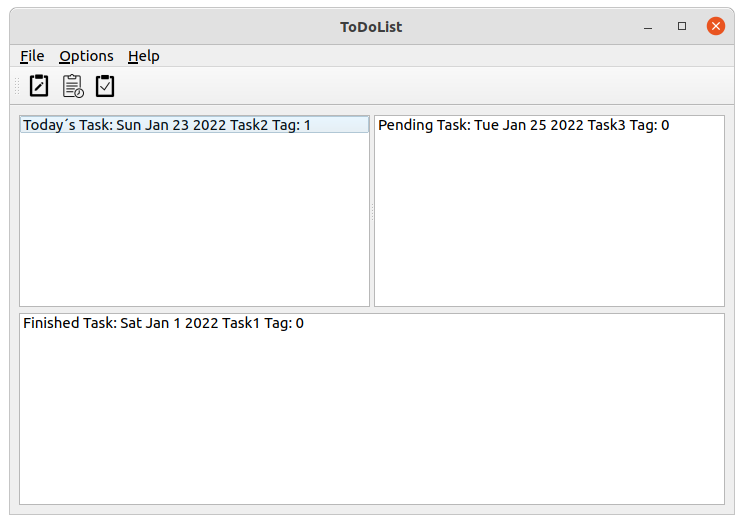 ToDoList
File Options Help
Today´s Task: Sun Jan 23 2022 Task2 Tag: 1
Pending Task: Tue Jan 25 2022 Task3 Tag: 0
Finished Task: Sat Jan 1 2022 Task1 Tag: 0